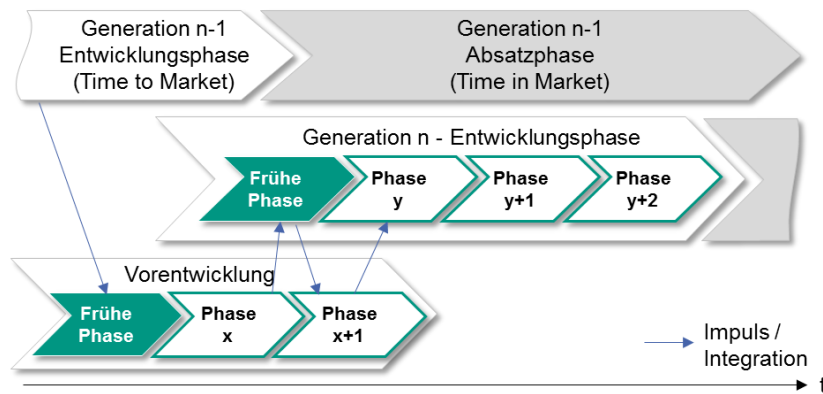 Generation n-1
Entwicklungsphase
(Time to Market)
Generation n-1
Absatzphase
(Time in Market)
Generation n - Entwicklungsphase
Frühe
Phase
Phase
y
Phase
y+1
Phase
y+2
Vorentwicklung
Frühe
Phase
Phase
x
Phase
x+1
Impuls /
Integration
t